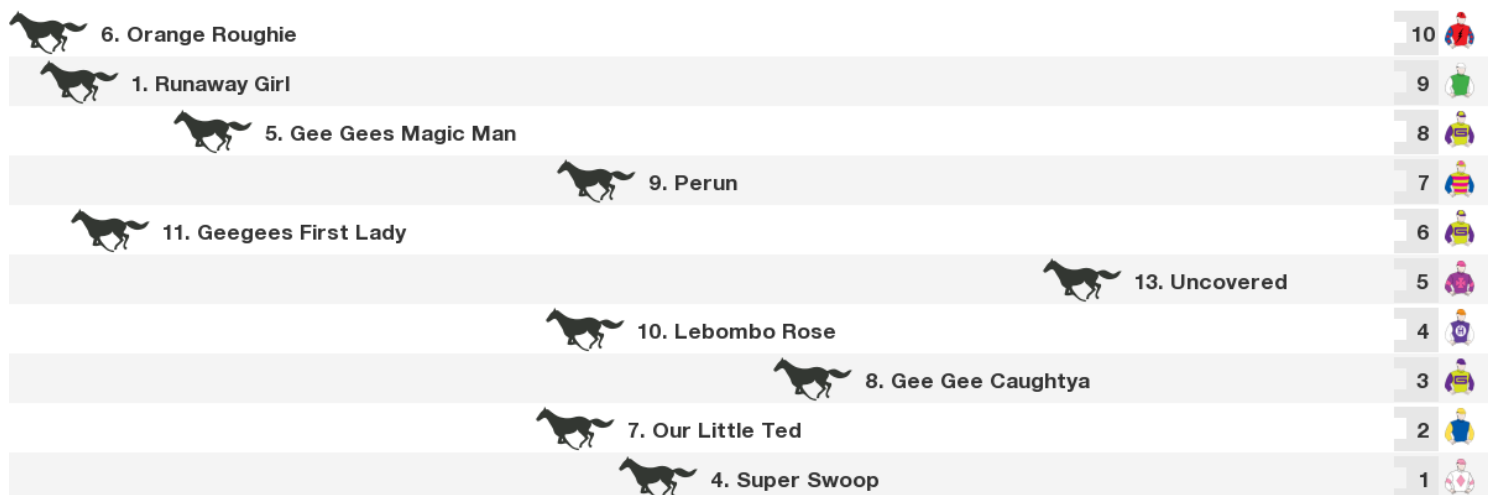 6. Orange Roughie 10
1. Runaway Girl 9
5. Gee Gees Magic Man 8
9. Perun 7
11. Geegees First Lady 6
13. Uncovered 5
10. Lebombo Rose 4
8. Gee Gee Caughtya 3
7. Our Little Ted 2
4. Super Swoop 1